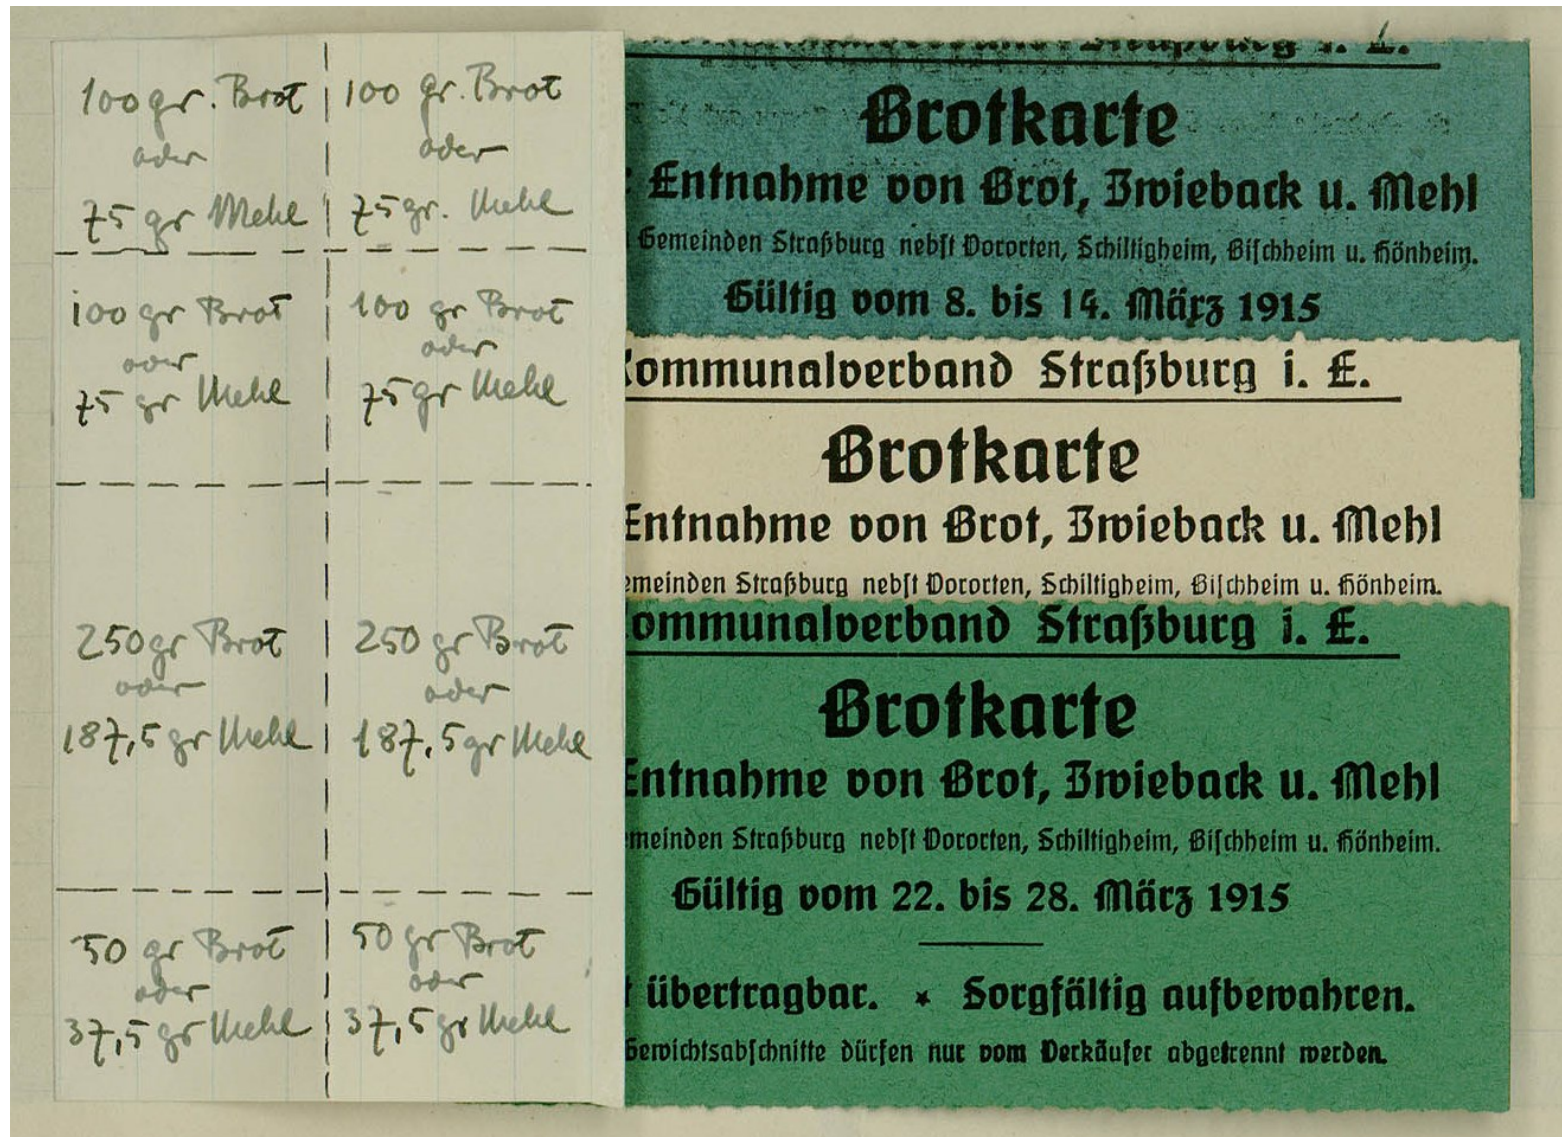 100 gr. Brot
oder
75 gr Mehl
100 gr. Brot
oder
75 gr. Mehl
100 gr Brot
oder
75 gr Mehl
100 gr Brot
oder
75 gr Mehl
250 gr Brot
oder
187,5 gr Mehl
250 gr Brot
oder
187,5 gr Mehl
50 gr Brot
oder
37,5 gr Mehl
50 gr Brot
oder
37,5 gr Mehl
Straßburg i. E.
Brotkarte
Entnahme von Brot, Zwieback u. Mehl
Gemeinden Straßburg nebſt Vororten, Schiltigheim, Biſchheim u. Hönheim.
Gültig vom 8. bis 14. März 1915
ommunalverband Straßburg i. E.
Brotkarte
Entnahme von Brot, Zwieback u. Mehl
emeinden Straßburg nebſt Vororten, Schiltigheim, Biſchheim u. Hönheim.
ommunalverband Straßburg i. E.
Brotkarte
Entnahme von Brot, Zwieback u. Mehl
meinden Straßburg nebſt Vororten, Schiltigheim, Biſchheim u. Hönheim.
Gültig vom 22. bis 28. März 1915
t übertragbar. * Sorgfältig aufbewahren.
Gewichtsabſchnitte dürfen nur vom Verkäufer abgetrennt werden.